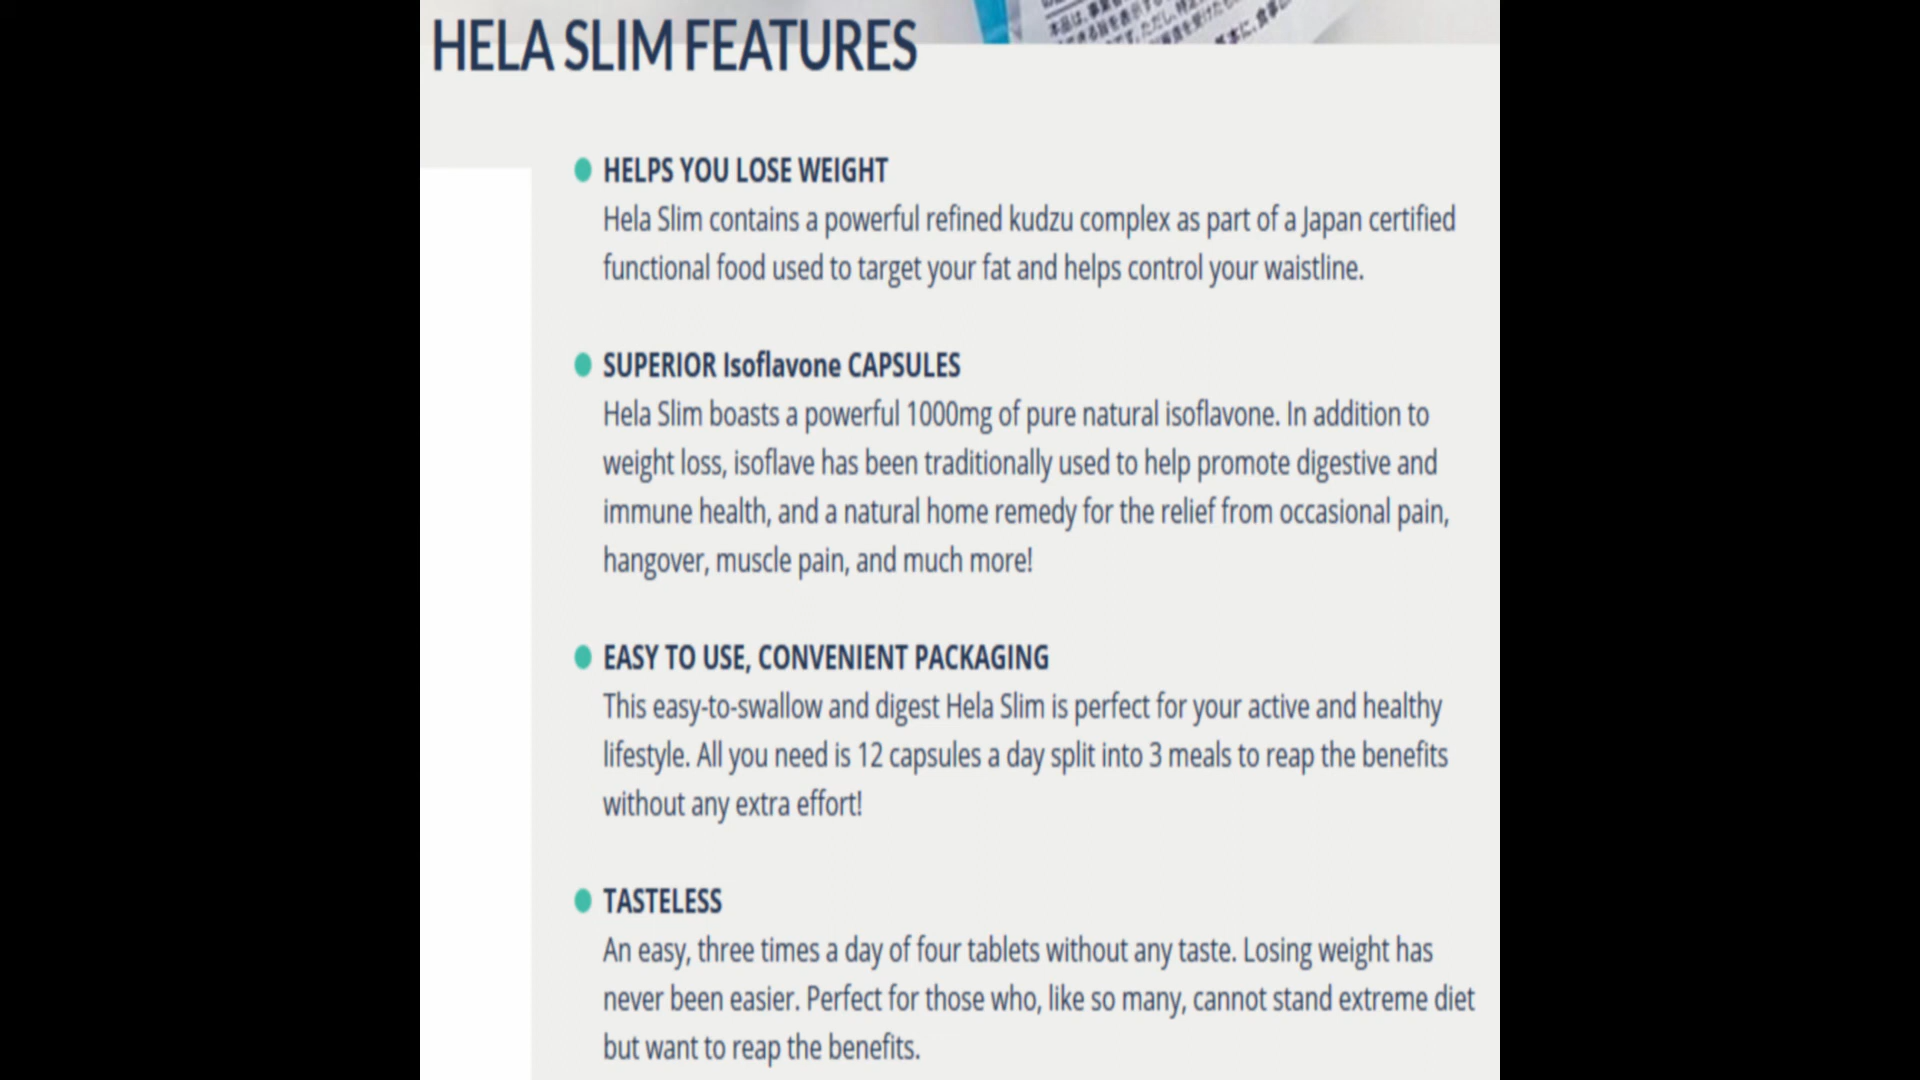 本品は、事業者
HELA SLIM FEATURES
HELPS YOU LOSE WEIGHT
Hela Slim contains a powerful refined kudzu complex as part of a Japan certified
functional food used to target your fat and helps control your waistline.
SUPERIOR Isoflavone CAPSULES
Hela Slim boasts a powerful 1000mg of pure natural isoflavone. In addition to
weight loss, isoflave has been traditionally used to help promote digestive and
immune health, and a natural home remedy for the relief from occasional pain,
hangover, muscle pain, and much more!
EASY TO USE, CONVENIENT PACKAGING
This easy-to-swallow and digest Hela Slim is perfect for your active and healthy
lifestyle. All you need is 12 capsules a day split into 3 meals to reap the benefits
without any extra effort!
TASTELESS
An easy, three times a day of four tablets without any taste. Losing weight has
never been easier. Perfect for those who, like so many, cannot stand extreme diet
but want to reap the benefits.